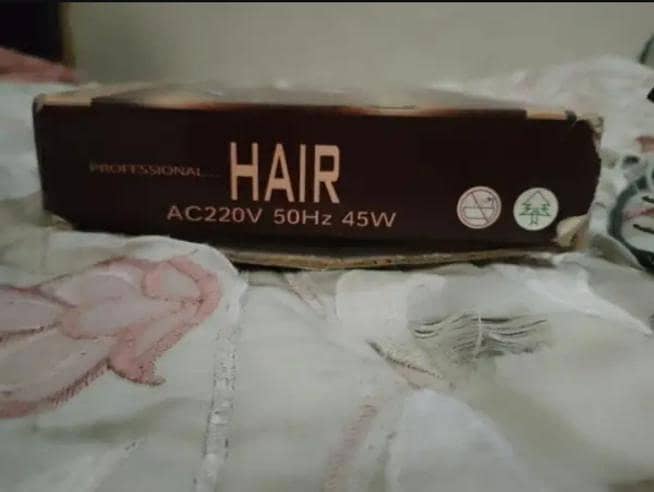 PROFESSIONAL... HAIR
AC220V 50Hz 45W